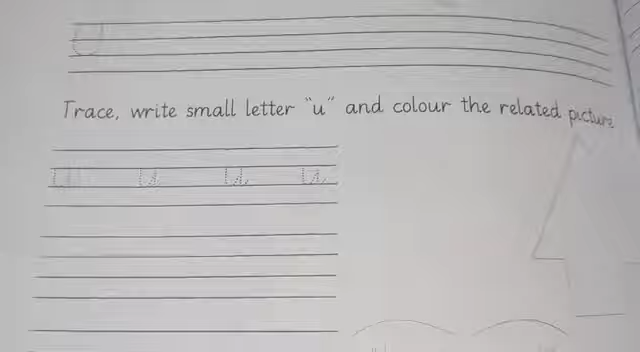 U
Trace, write small letter "u" and colour the related picture
u u u u